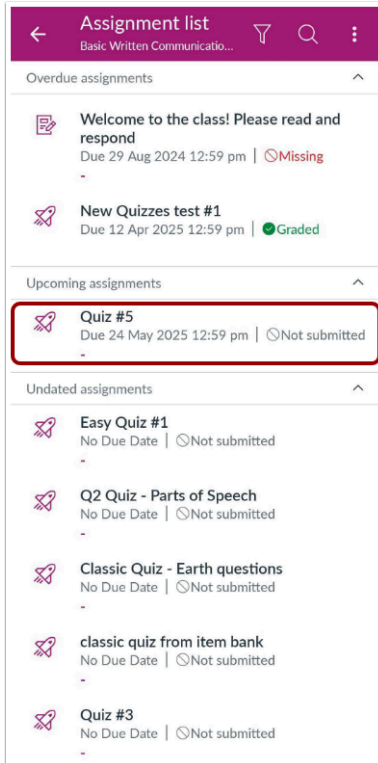 Assignment list
Basic Written Communicatio...
Overdue assignments
Welcome to the class! Please read and
respond
Due 29 Aug 2024 12:59 pm | Missing
-
New Quizzes test #1
Due 12 Apr 2025 12:59 pm | Graded
Upcoming assignments
Quiz #5
Due 24 May 2025 12:59 pm | Not submitted
-
Undated assignments
Easy Quiz #1
No Due Date | Not submitted
-
Q2 Quiz - Parts of Speech
No Due Date | Not submitted
-
Classic Quiz - Earth questions
No Due Date | Not submitted
-
classic quiz from item bank
No Due Date | Not submitted
-
Quiz #3
No Due Date | Not submitted
-